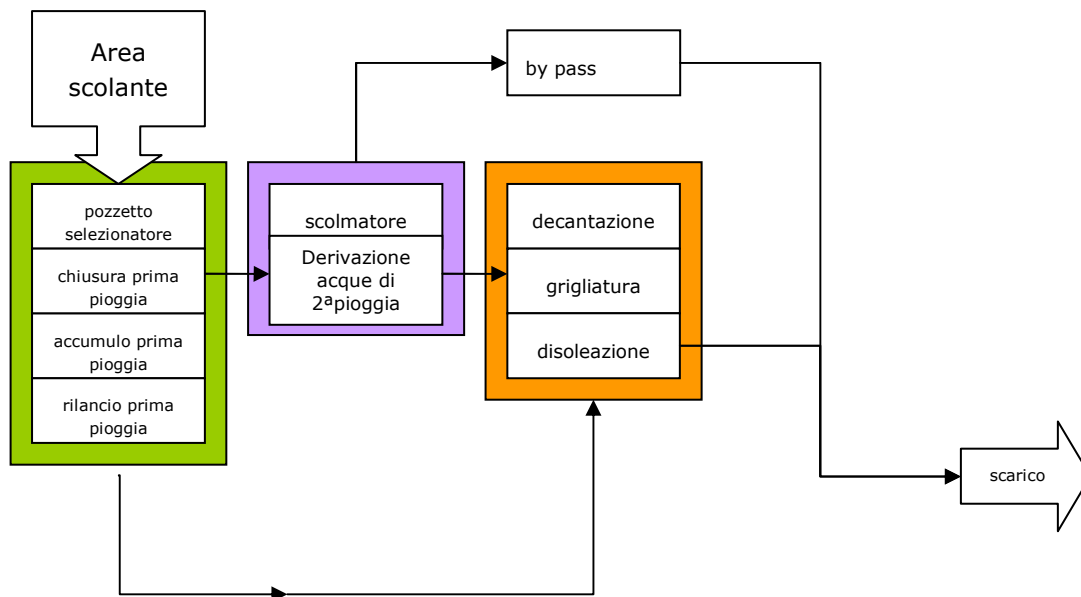 Area
scolante
by pass
pozzetto
selezionatore
chiusura prima
pioggia
accumulo prima
pioggia
rilancio prima
pioggia
scolmatore
Derivazione
acque di
2ªpioggia
decantazione
grigliatura
disoleazione
scarico